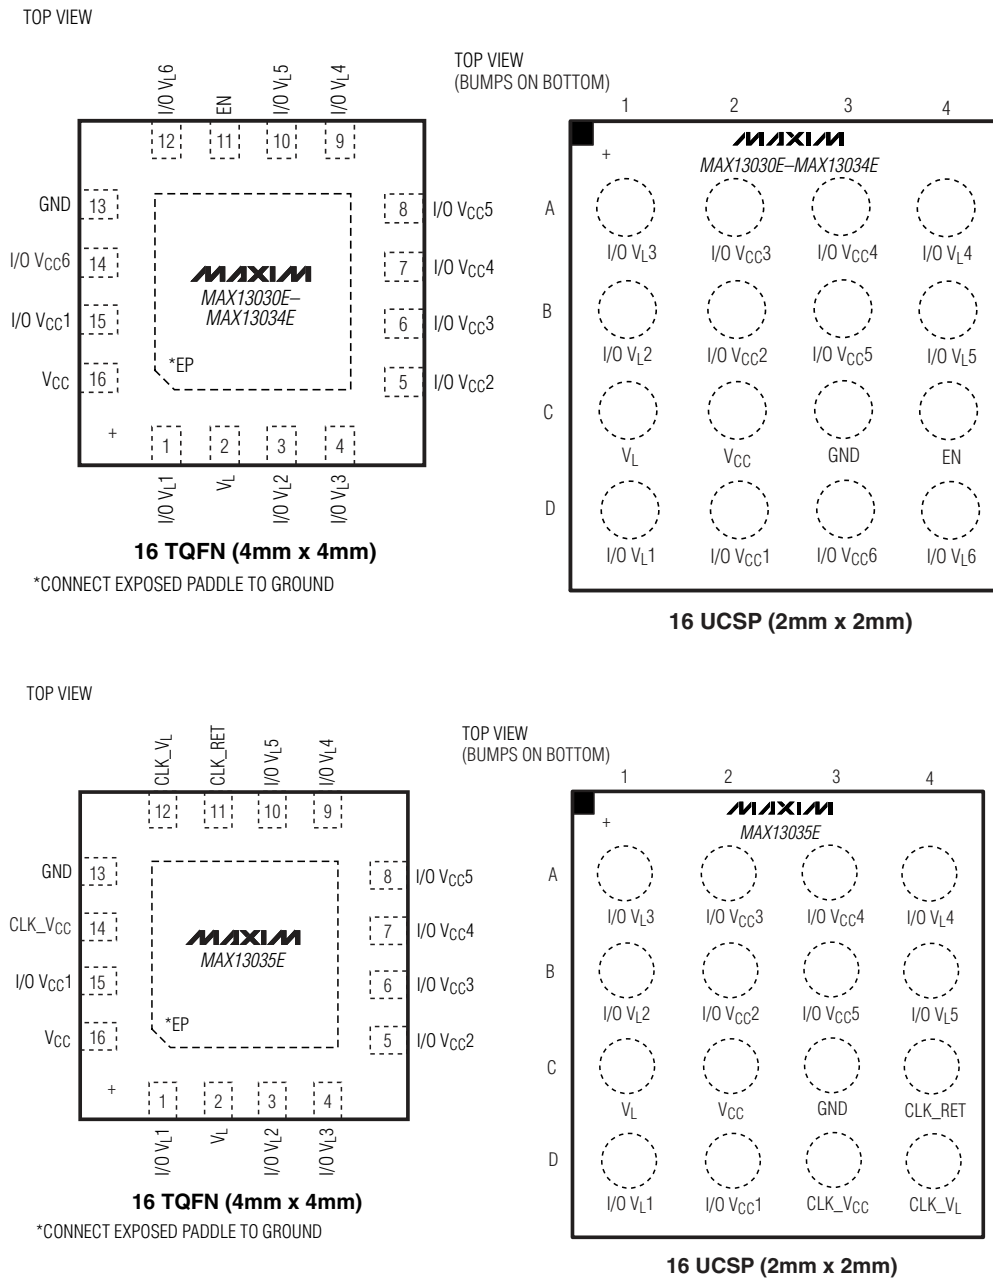 TOP VIEW
I/O VL6
EN
I/O VL5
I/O VL4
12
11
10
9
GND
13
I/O VCC6
14
I/O VCC1
15
VCC
16
8
I/O VCC5
7
I/O VCC4
6
I/O VCC3
5
I/O VCC2
MAXIM
MAX13030E–
MAX13034E
*EP
+
1
2
3
4
I/O VL1
VL
I/O VL2
I/O VL3
16 TQFN (4mm x 4mm)
*CONNECT EXPOSED PADDLE TO GROUND
TOP VIEW
(BUMPS ON BOTTOM)
1
2
3
4
+
MAXIM
MAX13030E–MAX13034E
A
I/O VL3
I/O VCC3
I/O VCC4
I/O VL4
B
I/O VL2
I/O VCC2
I/O VCC5
I/O VL5
C
VL
VCC
GND
EN
D
I/O VL1
I/O VCC1
I/O VCC6
I/O VL6
16 UCSP (2mm x 2mm)
TOP VIEW
CLK_VL
CLK_RET
I/O VL5
I/O VL4
12
11
10
9
GND
13
CLK_VCC
14
I/O VCC1
15
VCC
16
8
I/O VCC5
7
I/O VCC4
6
I/O VCC3
5
I/O VCC2
MAXIM
MAX13035E
*EP
+
1
2
3
4
I/O VL1
VL
I/O VL2
I/O VL3
16 TQFN (4mm x 4mm)
*CONNECT EXPOSED PADDLE TO GROUND
TOP VIEW
(BUMPS ON BOTTOM)
1
2
3
4
+
MAXIM
MAX13035E
A
I/O VL3
I/O VCC3
I/O VCC4
I/O VL4
B
I/O VL2
I/O VCC2
I/O VCC5
I/O VL5
C
VL
VCC
GND
CLK_RET
D
I/O VL1
I/O VCC1
CLK_VCC
CLK_VL
16 UCSP (2mm x 2mm)